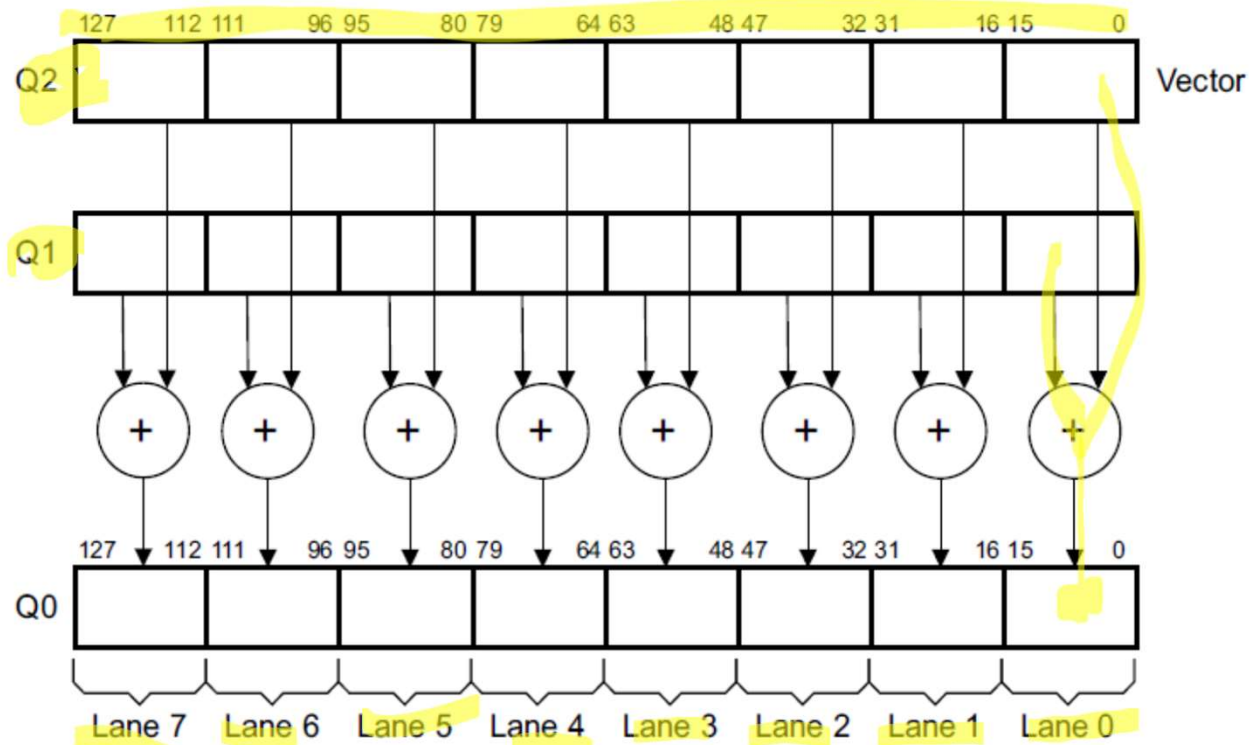 127 112 111 96 95 80 79 64 63 48 47 32 31 16 15 0
Q2 Vector
Q1
+ + + + + + + +
127 112 111 96 95 80 79 64 63 48 47 32 31 16 15 0
Q0
Lane 7 Lane 6 Lane 5 Lane 4 Lane 3 Lane 2 Lane 1 Lane 0